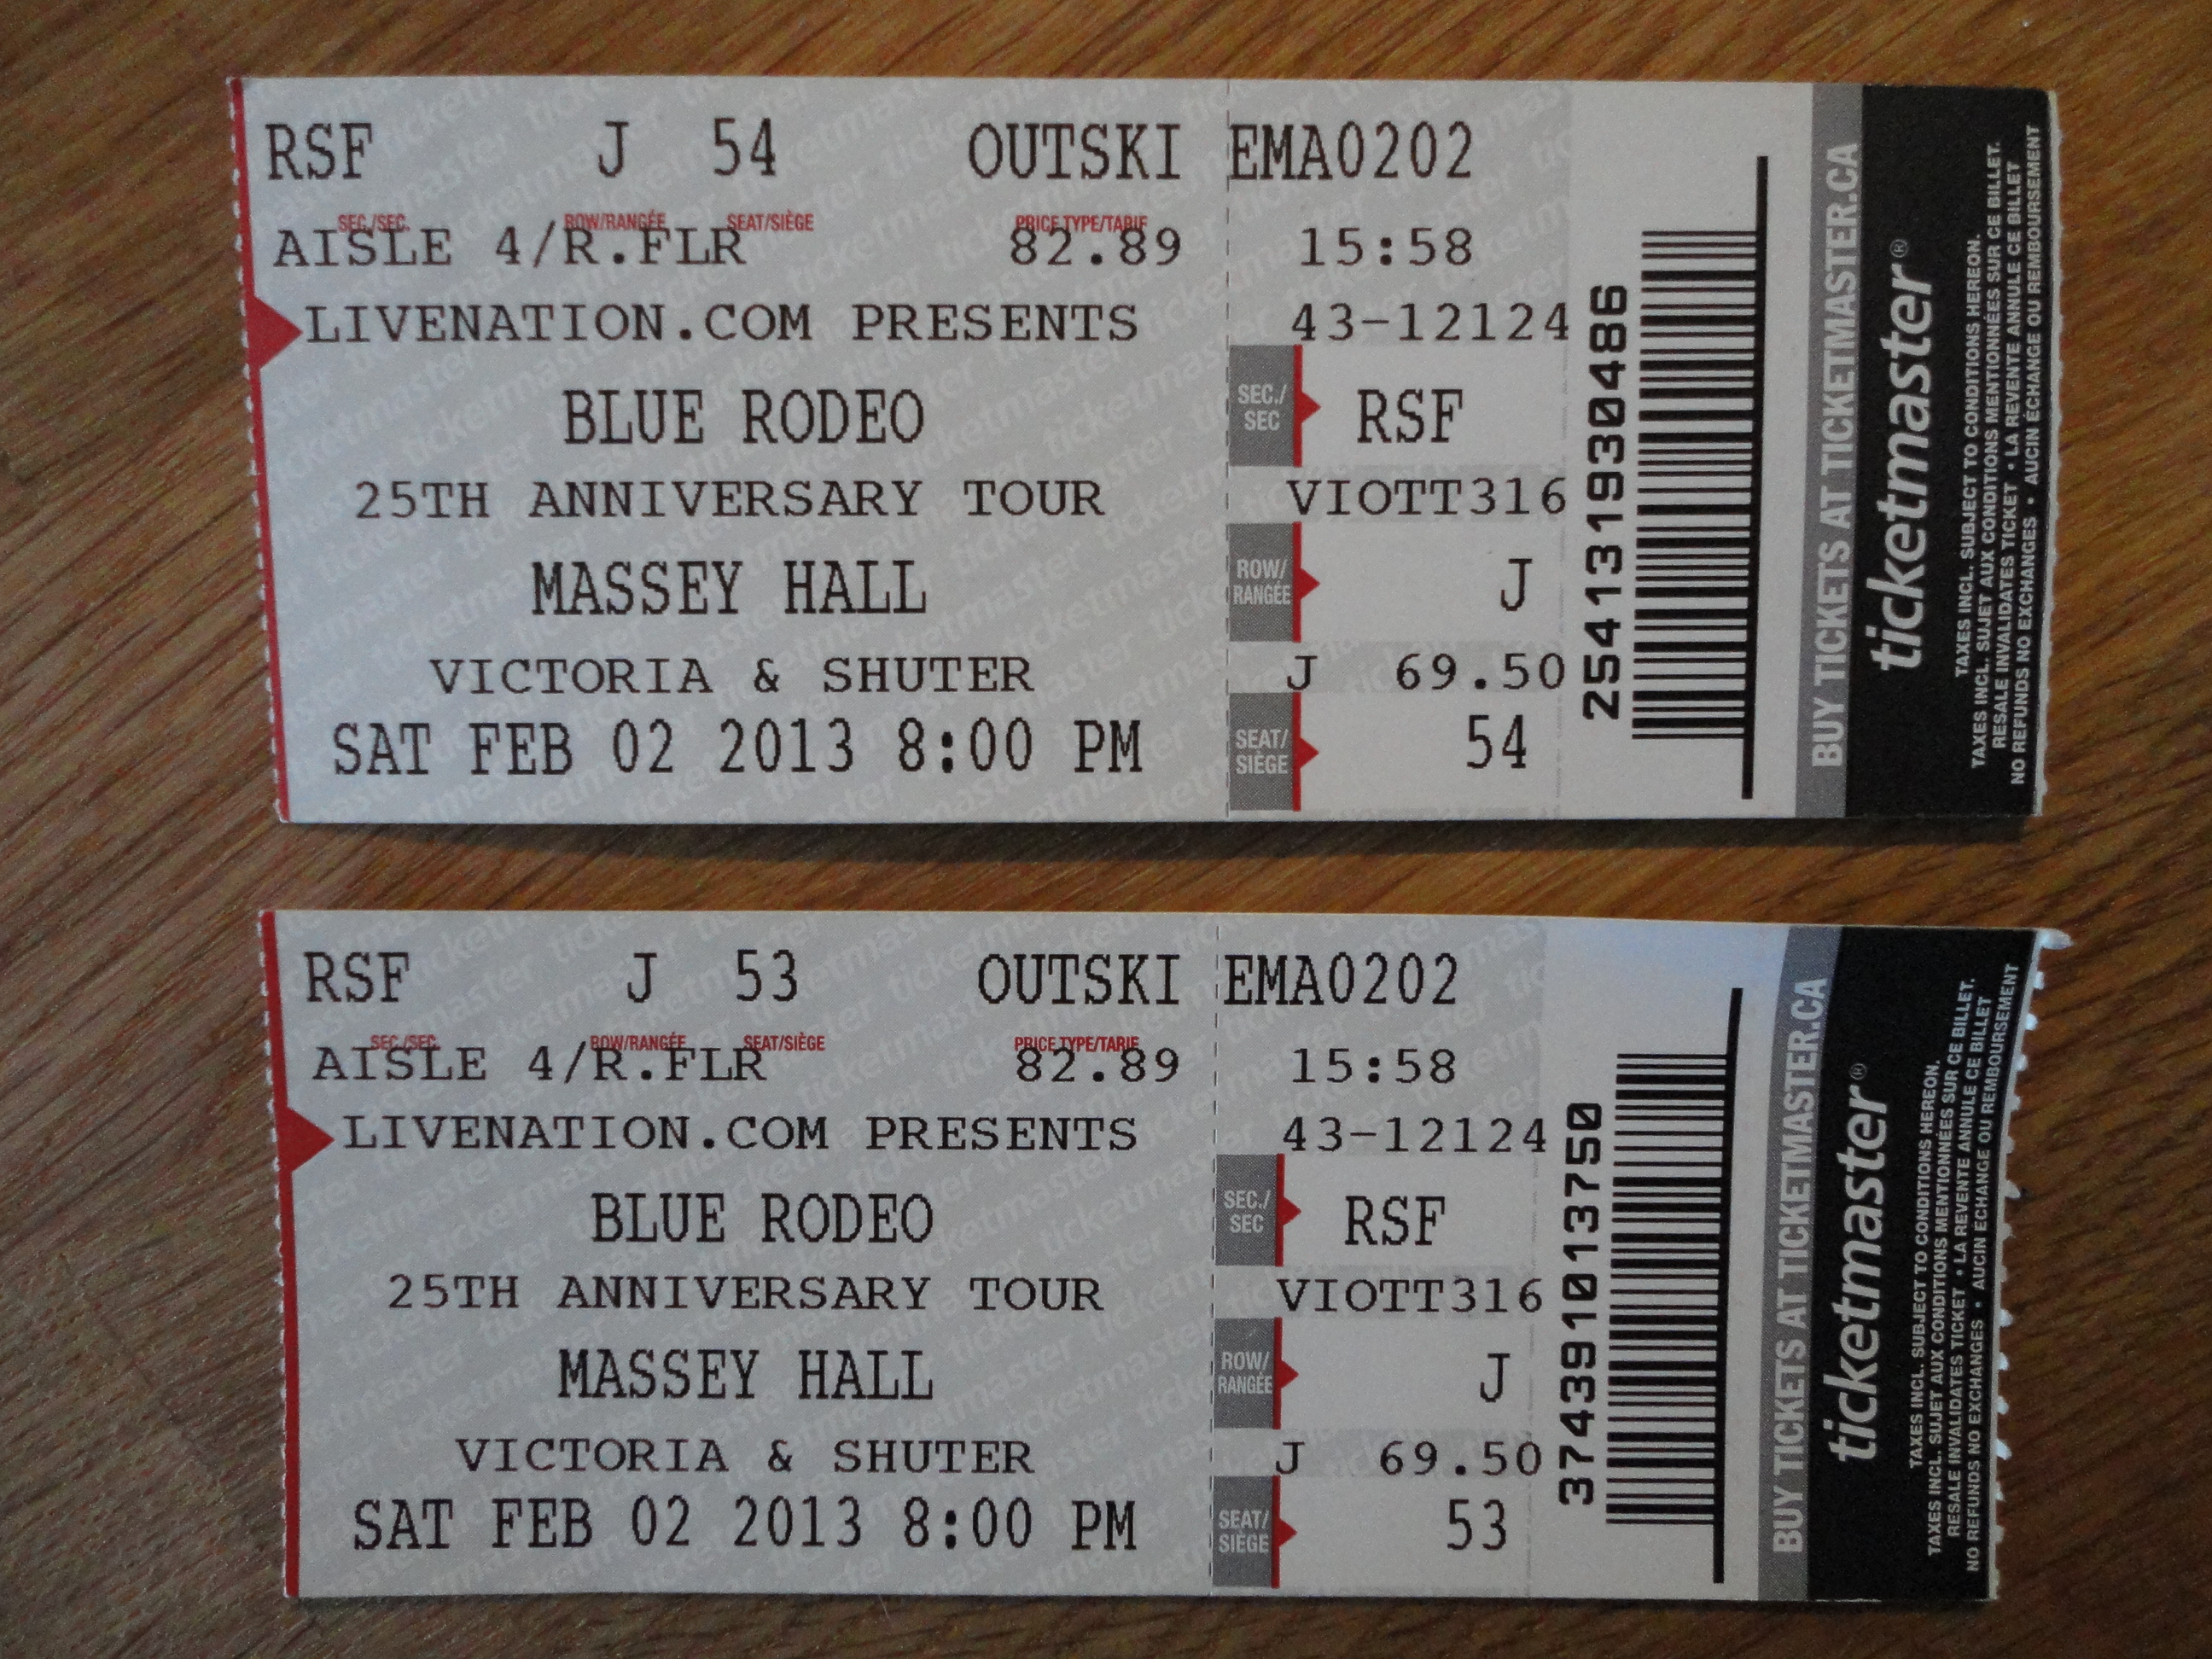 RSF J 54 OUTSKI EMA0202
SEC./SEC. ROW/RANGÉE SEAT/SIÈGE PRICE TYPE/TARIF
AISLE 4/R.FLR 82.89 15:58
LIVENATION.COM PRESENTS 43-12124
BLUE RODEO SEC./SEC RSF
25TH ANNIVERSARY TOUR VIOTT316
MASSEY HALL ROW/RANGÉE J
VICTORIA & SHUTER J 69.50
SAT FEB 02 2013 8:00 PM SEAT/SIÈGE 54
254131930486
BUY TICKETS AT TICKETMASTER.CA
ticketmaster®
TAXES INCL. SUBJECT TO CONDITIONS HEREON.
TAXES INCL. SUJET AUX CONDITIONS MENTIONNÉES SUR CE BILLET.
RESALE INVALIDATES TICKET • LA REVENTE ANNULE CE BILLET
NO REFUNDS NO EXCHANGES • AUCUN ÉCHANGE OU REMBOURSEMENT
RSF J 53 OUTSKI EMA0202
SEC./SEC. ROW/RANGÉE SEAT/SIÈGE PRICE TYPE/TARIF
AISLE 4/R.FLR 82.89 15:58
LIVENATION.COM PRESENTS 43-12124
BLUE RODEO SEC./SEC RSF
25TH ANNIVERSARY TOUR VIOTT316
MASSEY HALL ROW/RANGÉE J
VICTORIA & SHUTER J 69.50
SAT FEB 02 2013 8:00 PM SEAT/SIÈGE 53
374391013750
BUY TICKETS AT TICKETMASTER.CA
ticketmaster®
TAXES INCL. SUBJECT TO CONDITIONS HEREON.
TAXES INCL. SUJET AUX CONDITIONS MENTIONNÉES SUR CE BILLET.
RESALE INVALIDATES TICKET • LA REVENTE ANNULE CE BILLET
NO REFUNDS NO EXCHANGES • AUCUN ÉCHANGE OU REMBOURSEMENT